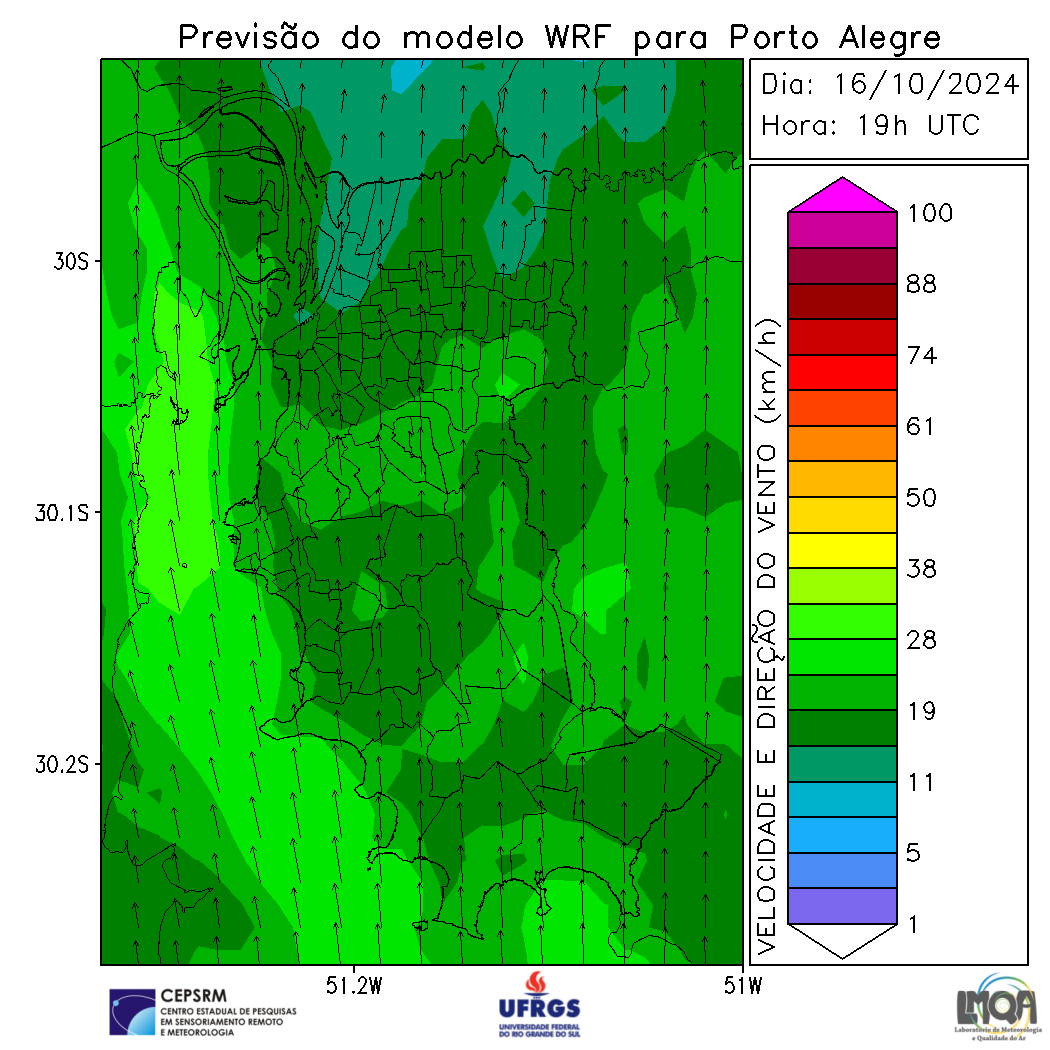 Previsão do modelo WRF para Porto Alegre
Dia: 16/10/2024
Hora: 19h UTC
30S
30.1S
30.2S
51.2W
51W
VELOCIDADE E DIREÇÃO DO VENTO (km/h)
100
88
74
61
50
38
28
19
11
5
1
CEPSRM
CENTRO ESTADUAL DE PESQUISAS
EM SENSORIAMENTO REMOTO
E METEOROLOGIA
UFRGS
UNIVERSIDADE FEDERAL
DO RIO GRANDE DO SUL
LMQA
Laboratório de Meteorologia
e Qualidade do Ar